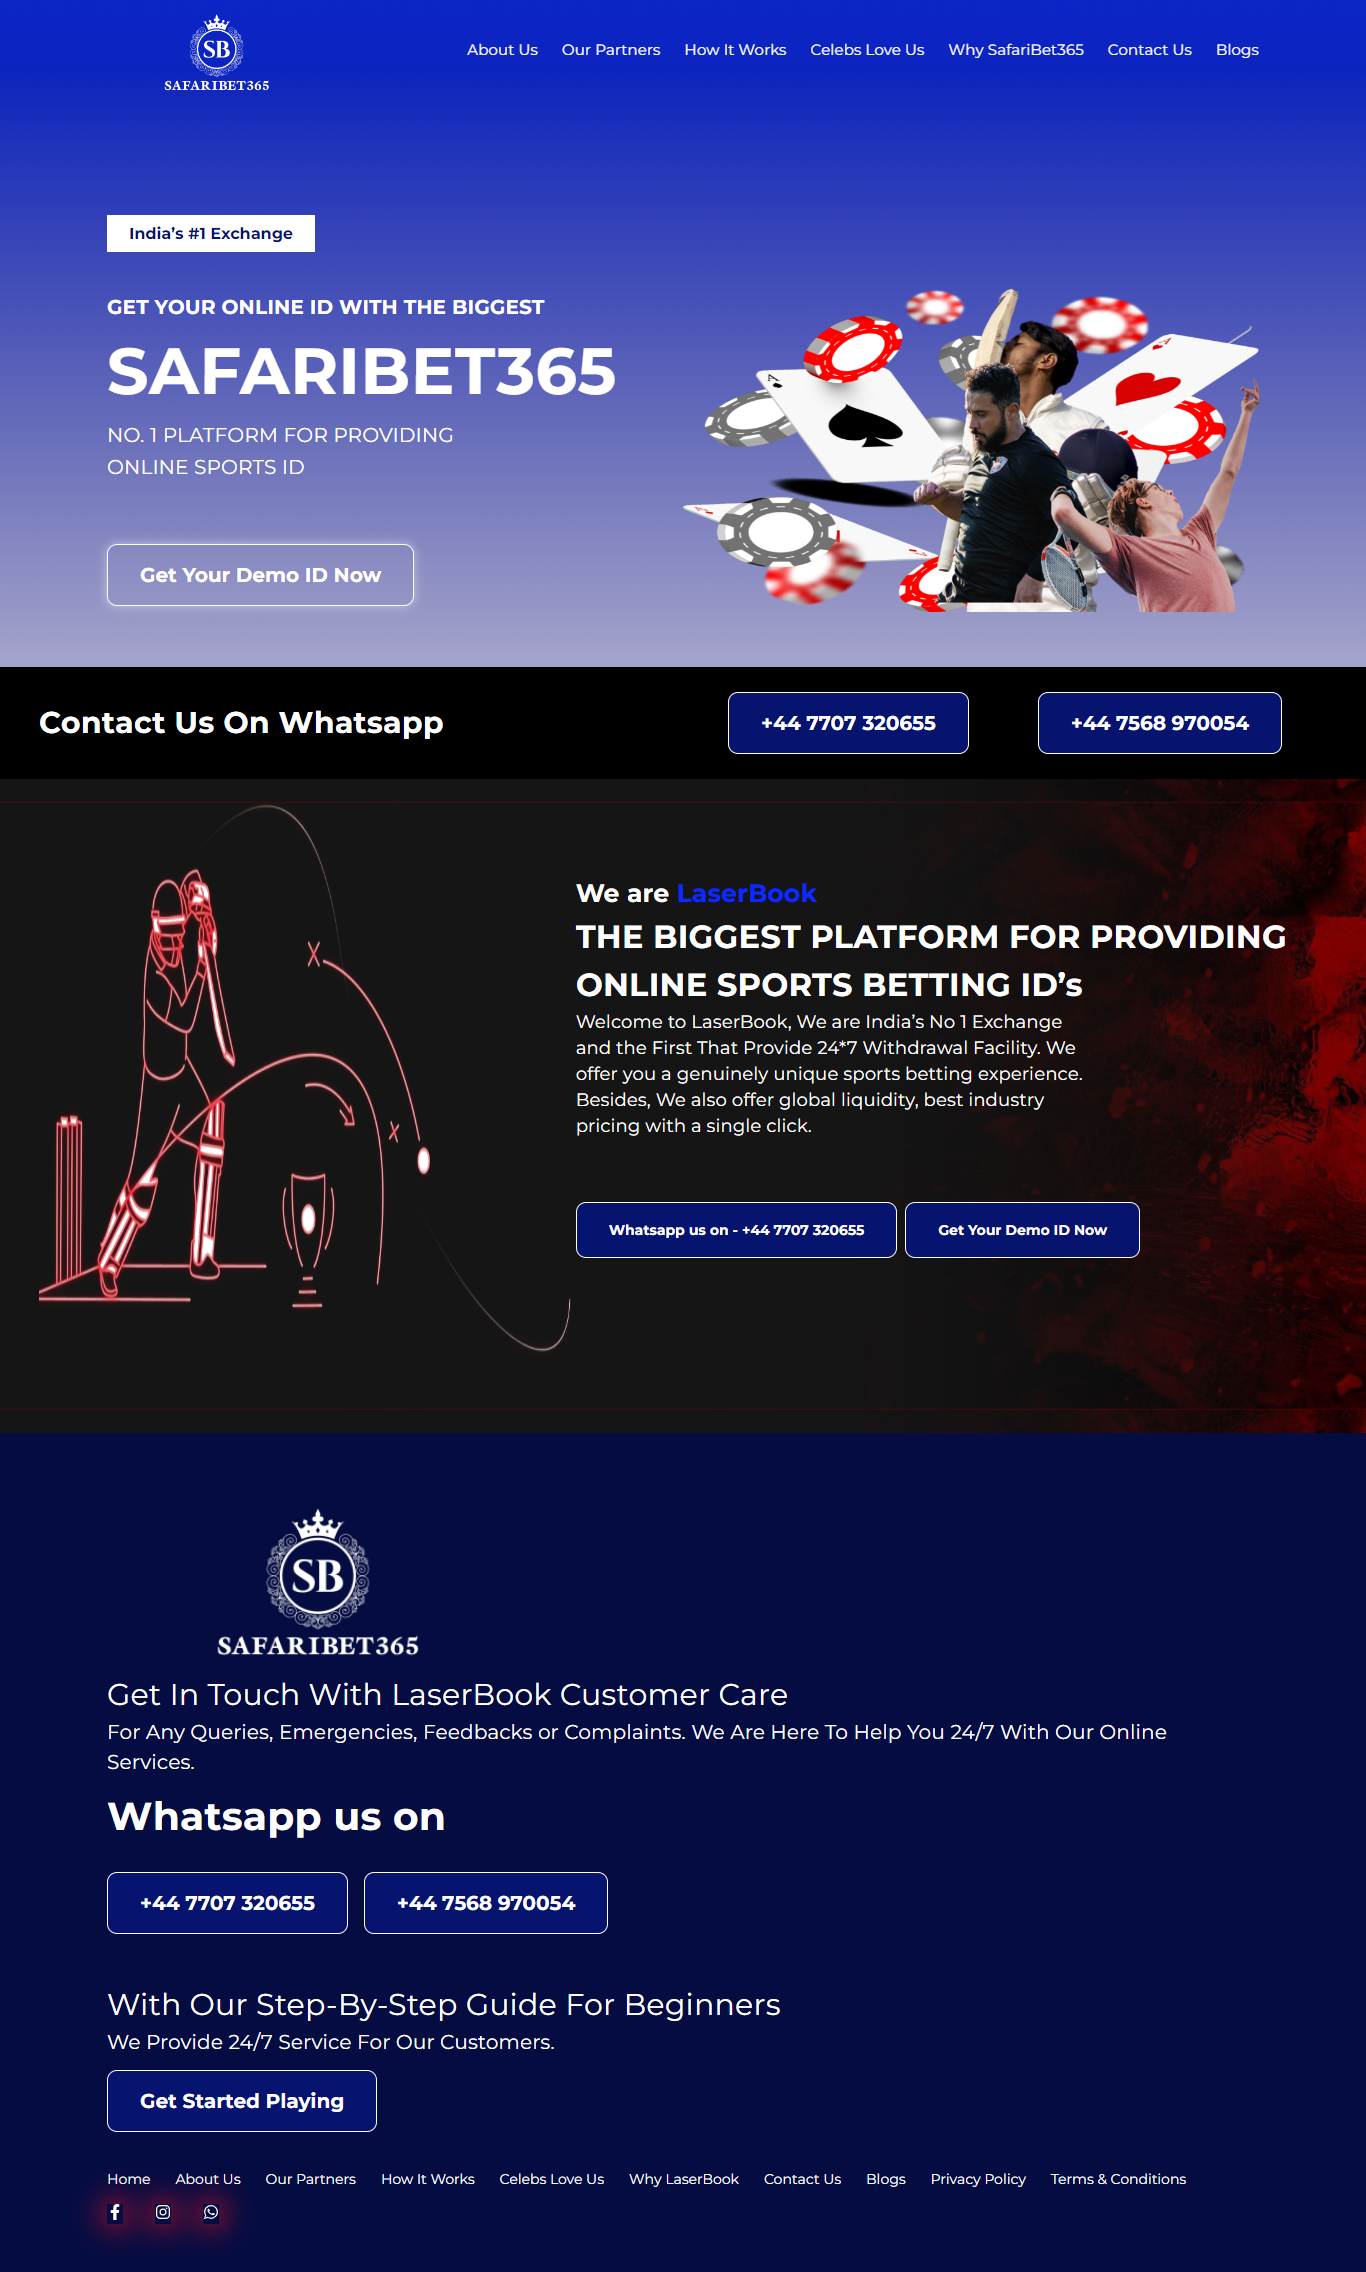 SB
SAFARIBET365
About Us Our Partners How It Works Celebs Love Us Why SafariBet365 Contact Us Blogs
India's #1 Exchange
GET YOUR ONLINE ID WITH THE BIGGEST
SAFARIBET365
NO. 1 PLATFORM FOR PROVIDING
ONLINE SPORTS ID
Get Your Demo ID Now
A
A
Contact Us On Whatsapp
+44 7707 320655
+44 7568 970054
We are LaserBook
THE BIGGEST PLATFORM FOR PROVIDING
ONLINE SPORTS BETTING ID's
Welcome to LaserBook, We are India's No 1 Exchange
and the First That Provide 24*7 Withdrawal Facility. We
offer you a genuinely unique sports betting experience.
Besides, We also offer global liquidity, best industry
pricing with a single click.
Whatsapp us on - +44 7707 320655
Get Your Demo ID Now
SB
SAFARIBET365
Get In Touch With LaserBook Customer Care
For Any Queries, Emergencies, Feedbacks or Complaints. We Are Here To Help You 24/7 With Our Online
Services.
Whatsapp us on
+44 7707 320655
+44 7568 970054
With Our Step-By-Step Guide For Beginners
We Provide 24/7 Service For Our Customers.
Get Started Playing
Home About Us Our Partners How It Works Celebs Love Us Why LaserBook Contact Us Blogs Privacy Policy Terms & Conditions